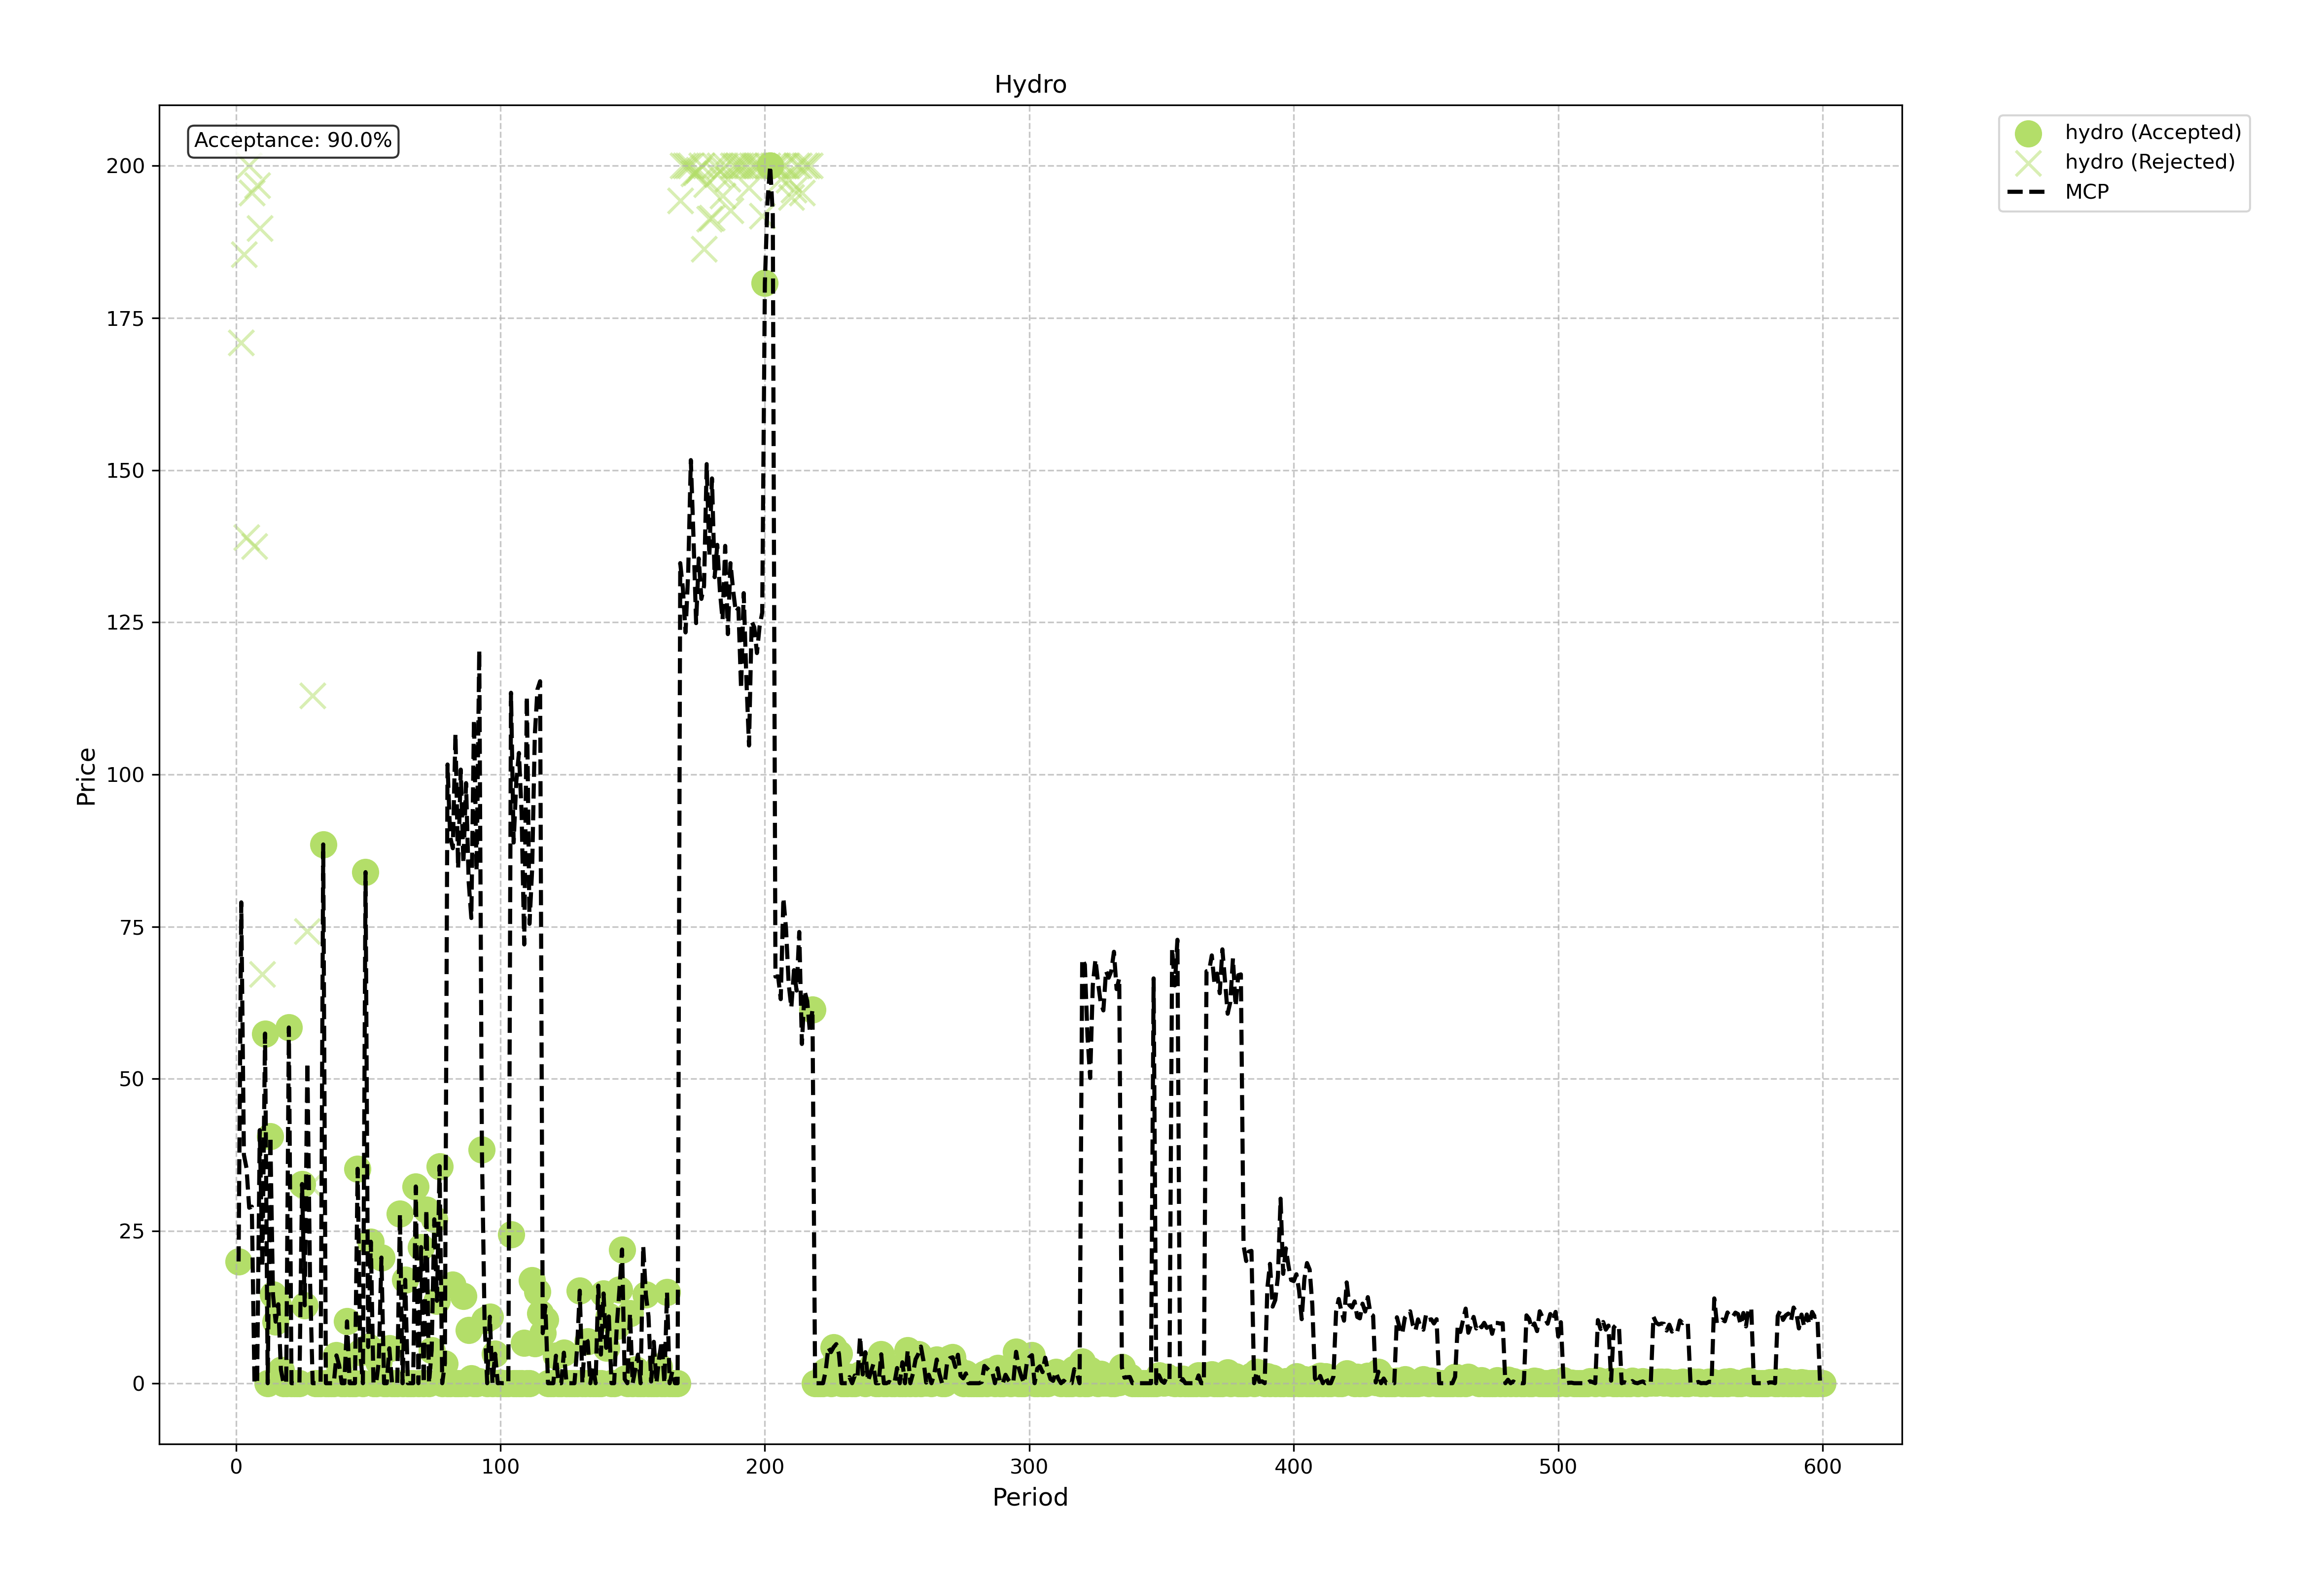 Hydro
Acceptance: 90.0%
hydro (Accepted)
hydro (Rejected)
MCP
200
175
150
125
100
75
50
25
0
Price
0 100 200 300 400 500 600
Period